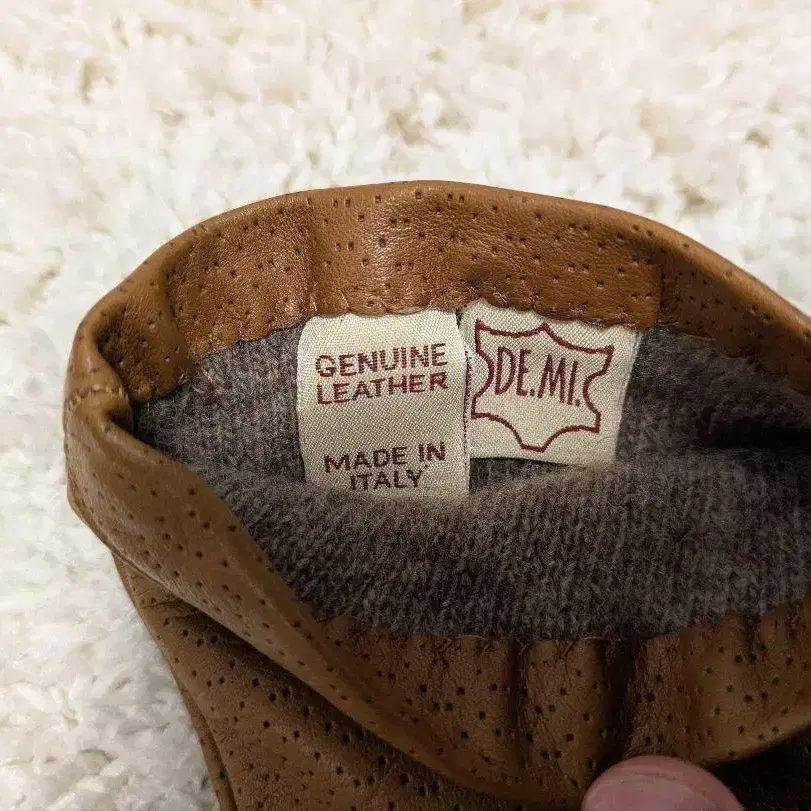 GENUINE
LEATHER
MADE IN
ITALY
DE.MI.